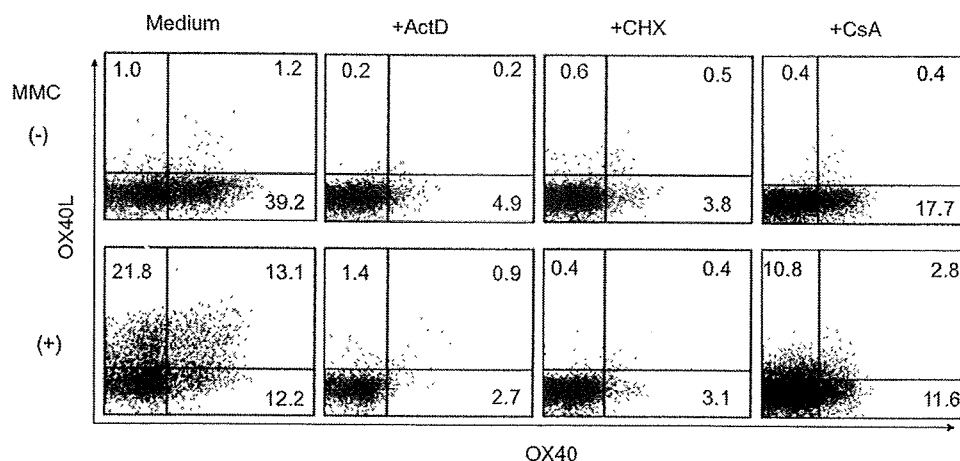 Medium +ActD +CHX +CsA
MMC
(-)
1.0 1.2 0.2 0.2 0.6 0.5 0.4 0.4
39.2 4.9 3.8 17.7
OX40L
(+)
21.8 13.1 1.4 0.9 0.4 0.4 10.8 2.8
12.2 2.7 3.1 11.6
OX40